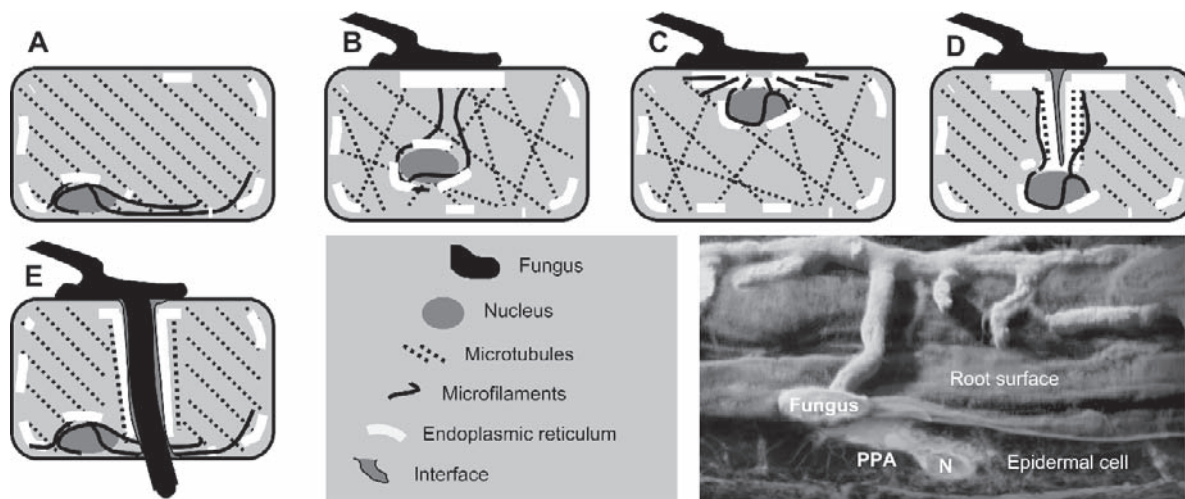 A
B
C
D
E
Fungus
Nucleus
Microtubules
Microfilaments
Endoplasmic reticulum
Interface
Root surface
Fungus
PPA
N
Epidermal cell